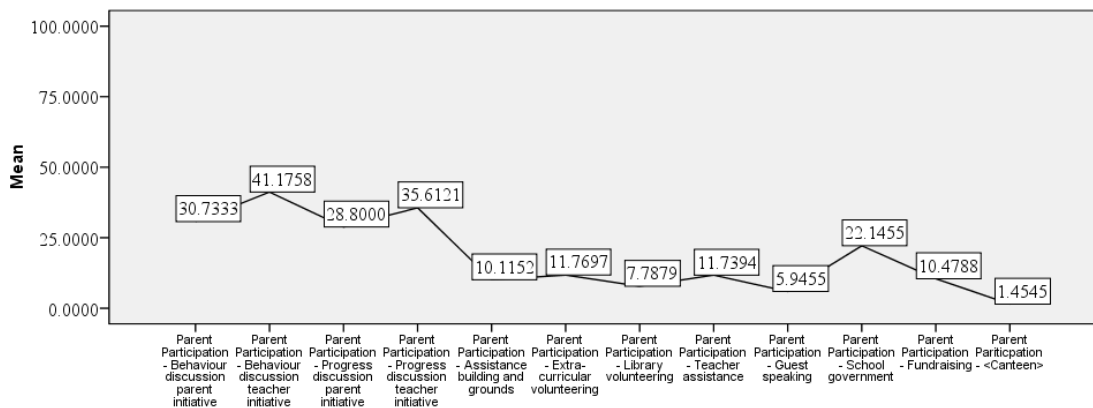 100.0000
75.0000
50.0000
25.0000
0.0000
Mean
30.7333
41.1758
28.8000
35.6121
10.1152
11.7697
7.7879
11.7394
5.9455
22.1455
10.4788
1.4545
Parent
Participation
- Behaviour
discussion
parent
initiative
Parent
Participation
- Behaviour
discussion
teacher
initiative
Parent
Participation
- Progress
discussion
parent
initiative
Parent
Participation
- Progress
discussion
teacher
initiative
Parent
Participation
- Assistance
building and
grounds
Parent
Participation
- Extra-
curricular
volunteering
Parent
Participation
- Library
volunteering
Parent
Participation
- Teacher
assistance
Parent
Participation
- Guest
speaking
Parent
Participation
- School
government
Parent
Participation
- Fundraising
Parent
Participation
- <Canteen>